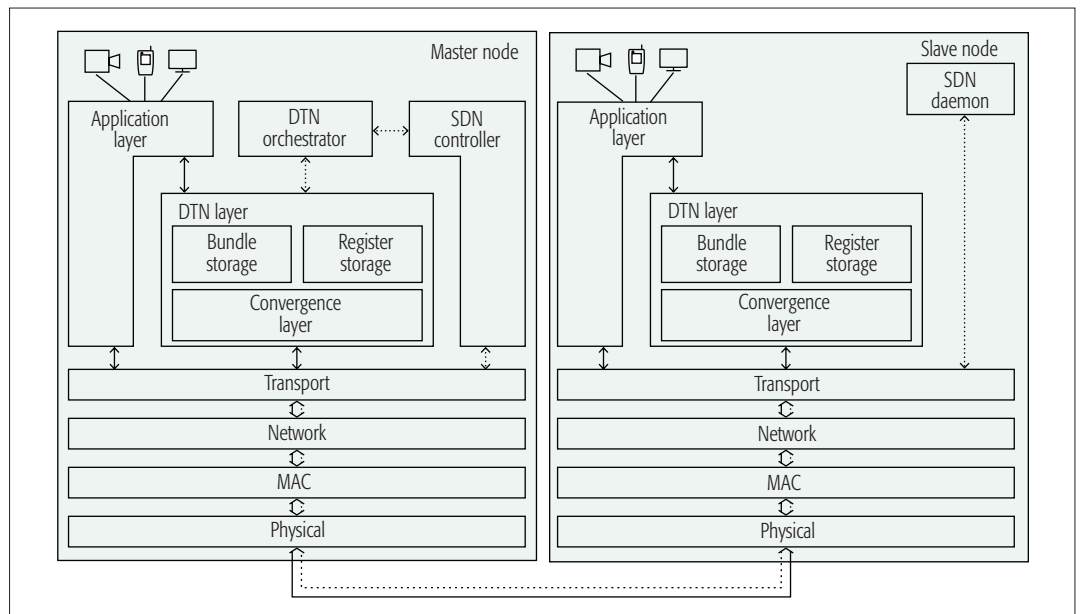 Master node
Application
layer
DTN
orchestrator
SDN
controller
DTN layer
Bundle
storage
Register
storage
Convergence
layer
Transport
Network
MAC
Physical
Slave node
SDN
daemon
Application
layer
DTN layer
Bundle
storage
Register
storage
Convergence
layer
Transport
Network
MAC
Physical